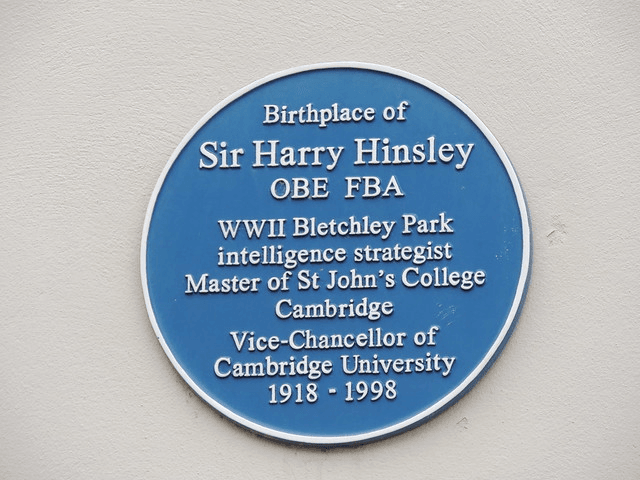 Birthplace of
Sir Harry Hinsley
OBE FBA
WWII Bletchley Park
intelligence strategist
Master of St John's College
Cambridge
Vice-Chancellor of
Cambridge University
1918 - 1998